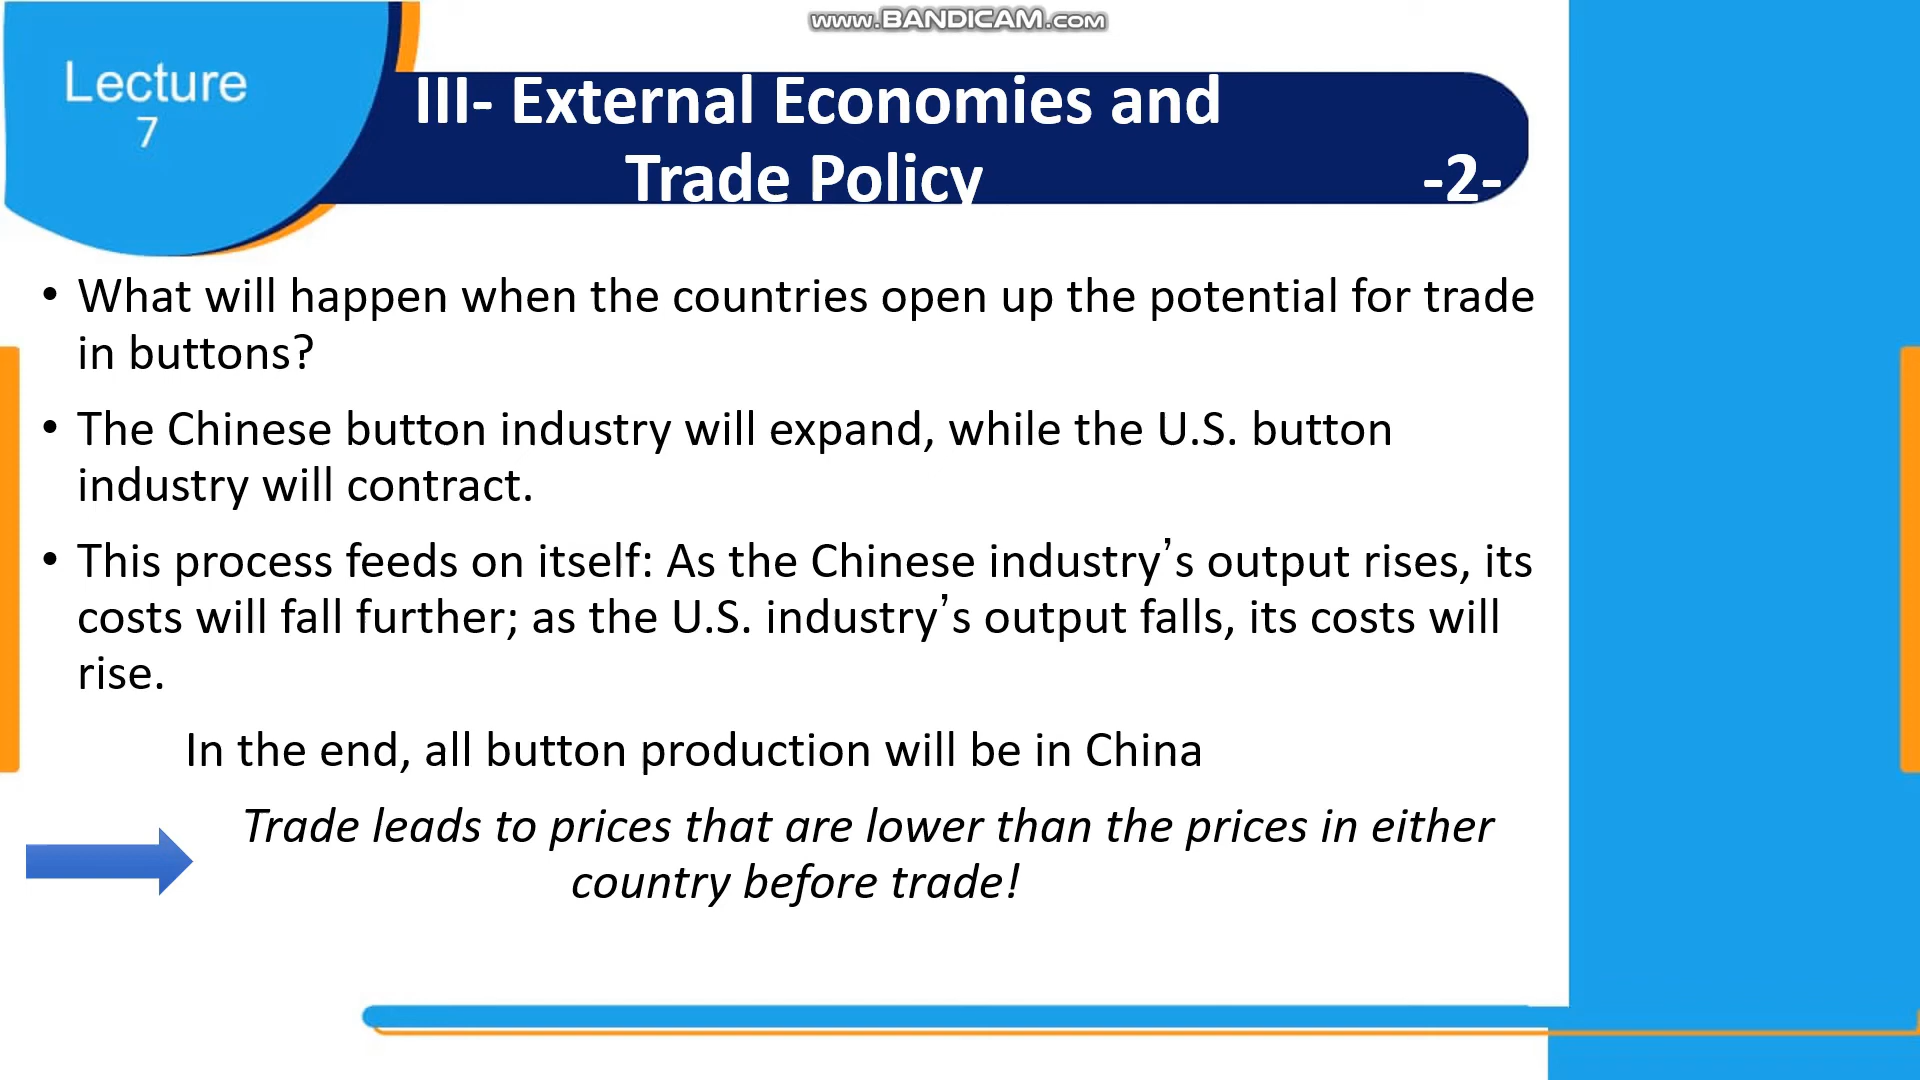 www.BANDICAM.com
Lecture
7
III- External Economies and
Trade Policy -2-
• What will happen when the countries open up the potential for trade
in buttons?
• The Chinese button industry will expand, while the U.S. button
industry will contract.
• This process feeds on itself: As the Chinese industry’s output rises, its
costs will fall further; as the U.S. industry’s output falls, its costs will
rise.
In the end, all button production will be in China
Trade leads to prices that are lower than the prices in either
country before trade!